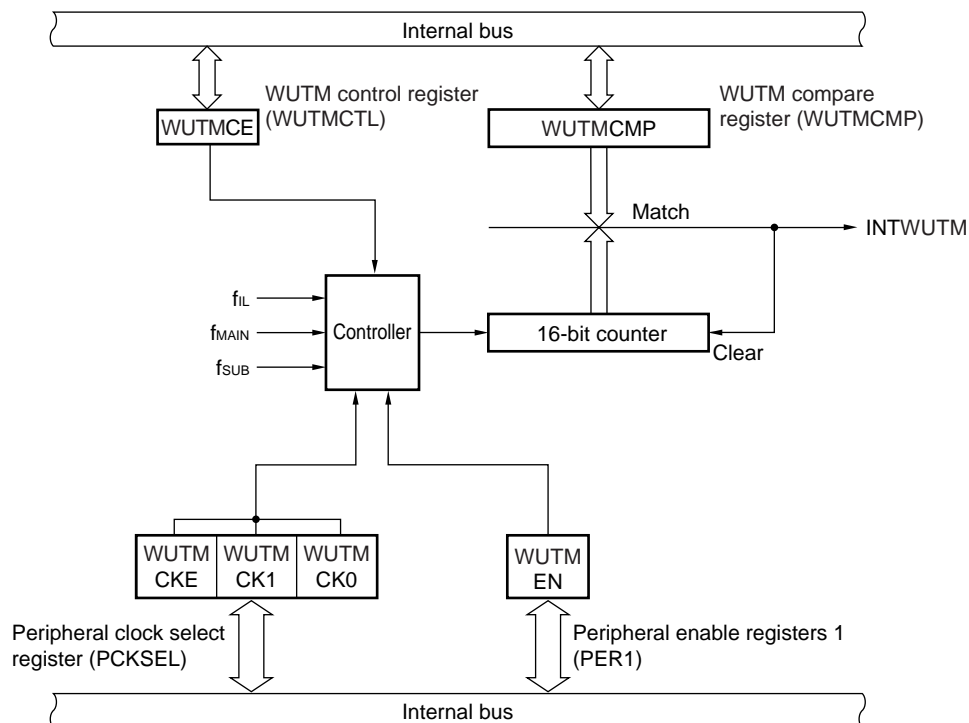 Internal bus
WUTM control register
(WUTMCTL)
WUTM compare
register (WUTMCMP)
WUTMCE
WUTMCMP
Match
INTWUTM
fIL
fMAIN
fSUB
Controller
16-bit counter
Clear
WUTM
CKE
WUTM
CK1
WUTM
CK0
WUTM
EN
Peripheral clock select
register (PCKSEL)
Peripheral enable registers 1
(PER1)
Internal bus